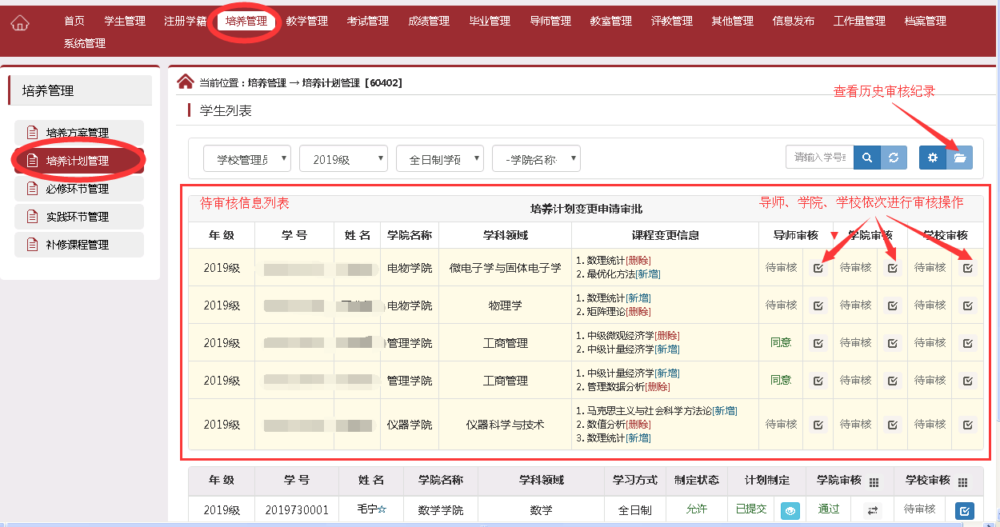 首页 学生管理 注册学籍 培养管理 教学管理 考试管理 成绩管理 毕业管理 导师管理 教室管理 评教管理 其他管理 信息发布 工作量管理 档案管理
系统管理
培养管理
培养方案管理
培养计划管理
必修环节管理
实践环节管理
补修课程管理
当前位置：培养管理 → 培养计划管理【60402】
查看历史审核纪录
学生列表
学校管理员 2019级 全日制学硕 -学院名称- 请输入学号或
待审核信息列表 培养计划变更申请审批 导师、学院、学校依次进行审核操作
年 级 学 号 姓 名 学院名称 学科领域 课程变更信息 导师审核 学院审核 学校审核
2019级 电物学院 微电子学与固体电子学 1. 数理统计[删除] 待审核 待审核 待审核
2. 最优化方法[新增]
2019级 电物学院 物理学 1. 数理统计[新增] 待审核 待审核 待审核
2. 矩阵理论[删除]
2019级 管理学院 工商管理 1. 中级微观经济学[删除] 同意 待审核 待审核
2. 中级计量经济学[新增]
2019级 管理学院 工商管理 1. 中级计量经济学[新增] 同意 待审核 待审核
2. 管理数据分析[删除]
2019级 仪器学院 仪器科学与技术 1. 马克思主义与社会科学方法论[新增] 待审核 待审核 待审核
2. 数值分析[删除]
3. 数理统计[新增]
年 级 学 号 姓 名 学院名称 学科领域 学习方式 制定状态 计划制定 学院审核 学校审核
2019级 2019730001 毛宁☆ 数学学院 数学 全日制 允许 已提交 通过 待审核